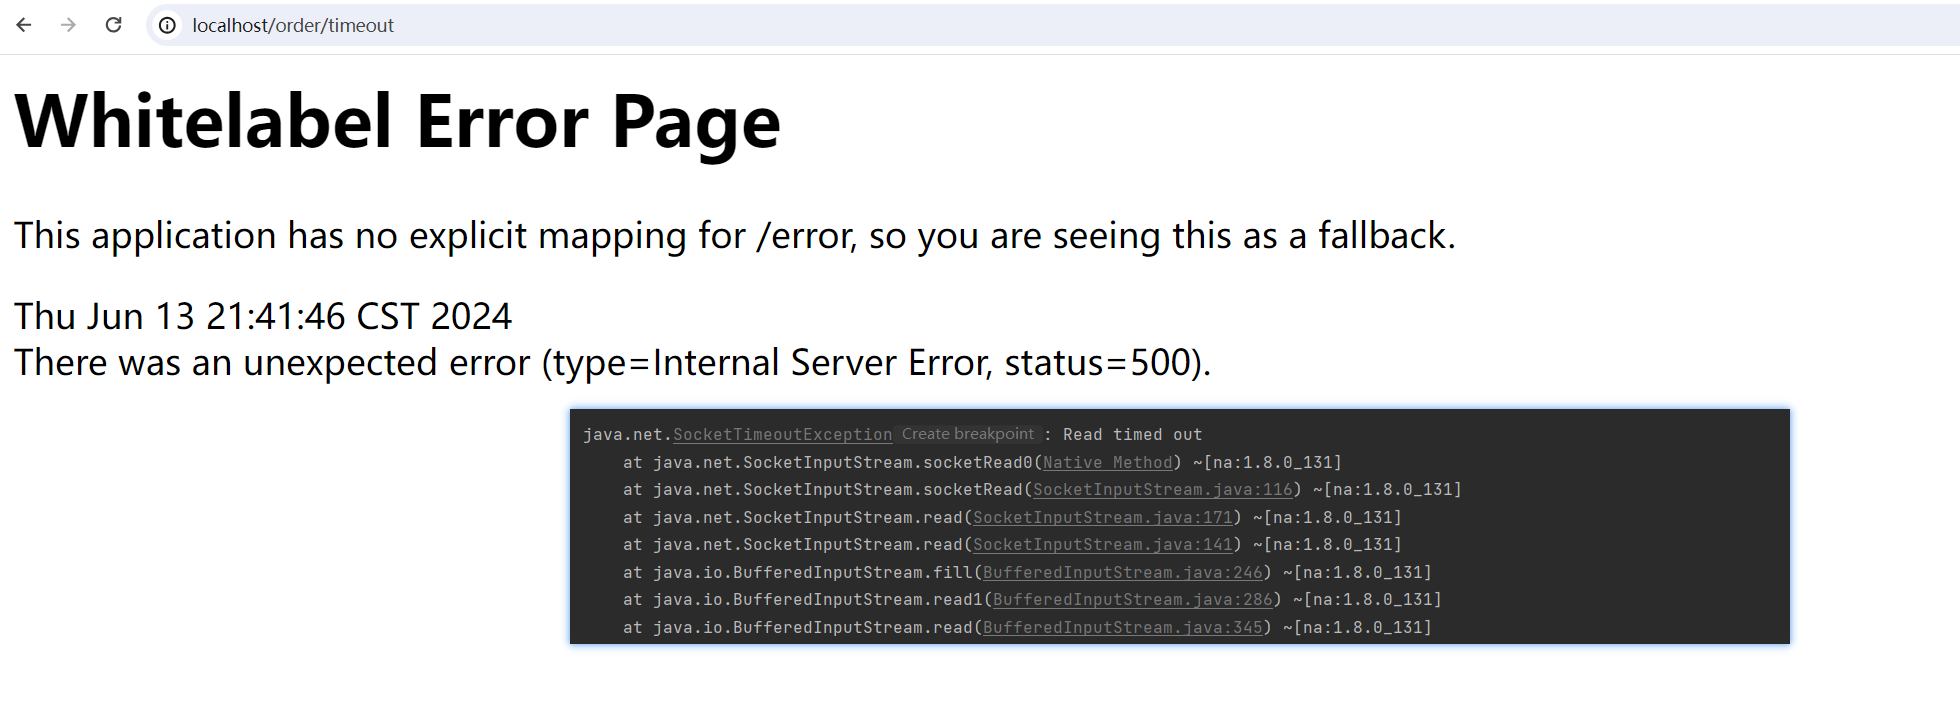 localhost/order/timeout
Whitelabel Error Page
This application has no explicit mapping for /error, so you are seeing this as a fallback.
Thu Jun 13 21:41:46 CST 2024
There was an unexpected error (type=Internal Server Error, status=500).
java.net.SocketTimeoutException Create breakpoint : Read timed out
at java.net.SocketInputStream.socketRead0(Native Method) ~[na:1.8.0_131]
at java.net.SocketInputStream.socketRead(SocketInputStream.java:116) ~[na:1.8.0_131]
at java.net.SocketInputStream.read(SocketInputStream.java:171) ~[na:1.8.0_131]
at java.net.SocketInputStream.read(SocketInputStream.java:141) ~[na:1.8.0_131]
at java.io.BufferedInputStream.fill(BufferedInputStream.java:246) ~[na:1.8.0_131]
at java.io.BufferedInputStream.read1(BufferedInputStream.java:286) ~[na:1.8.0_131]
at java.io.BufferedInputStream.read(BufferedInputStream.java:345) ~[na:1.8.0_131]